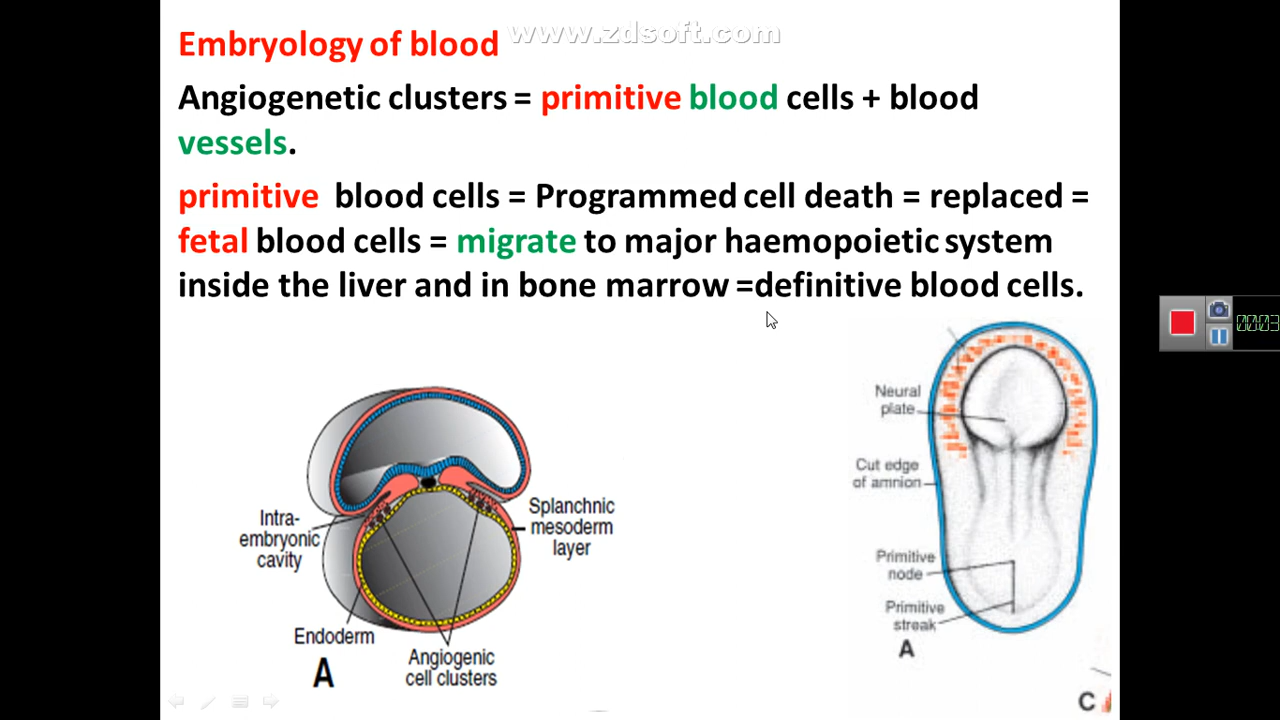 www.zdsoft.com
Embryology of blood
Angiogenetic clusters = primitive blood cells + blood
vessels.
primitive blood cells = Programmed cell death = replaced =
fetal blood cells = migrate to major haemopoietic system
inside the liver and in bone marrow =definitive blood cells.
00:03
Intra-
embryonic
cavity
Splanchnic
mesoderm
layer
Endoderm
Angiogenic
cell clusters
A
Neural
plate
Cut edge
of amnion
Primitive
node
Primitive
streak
A
C